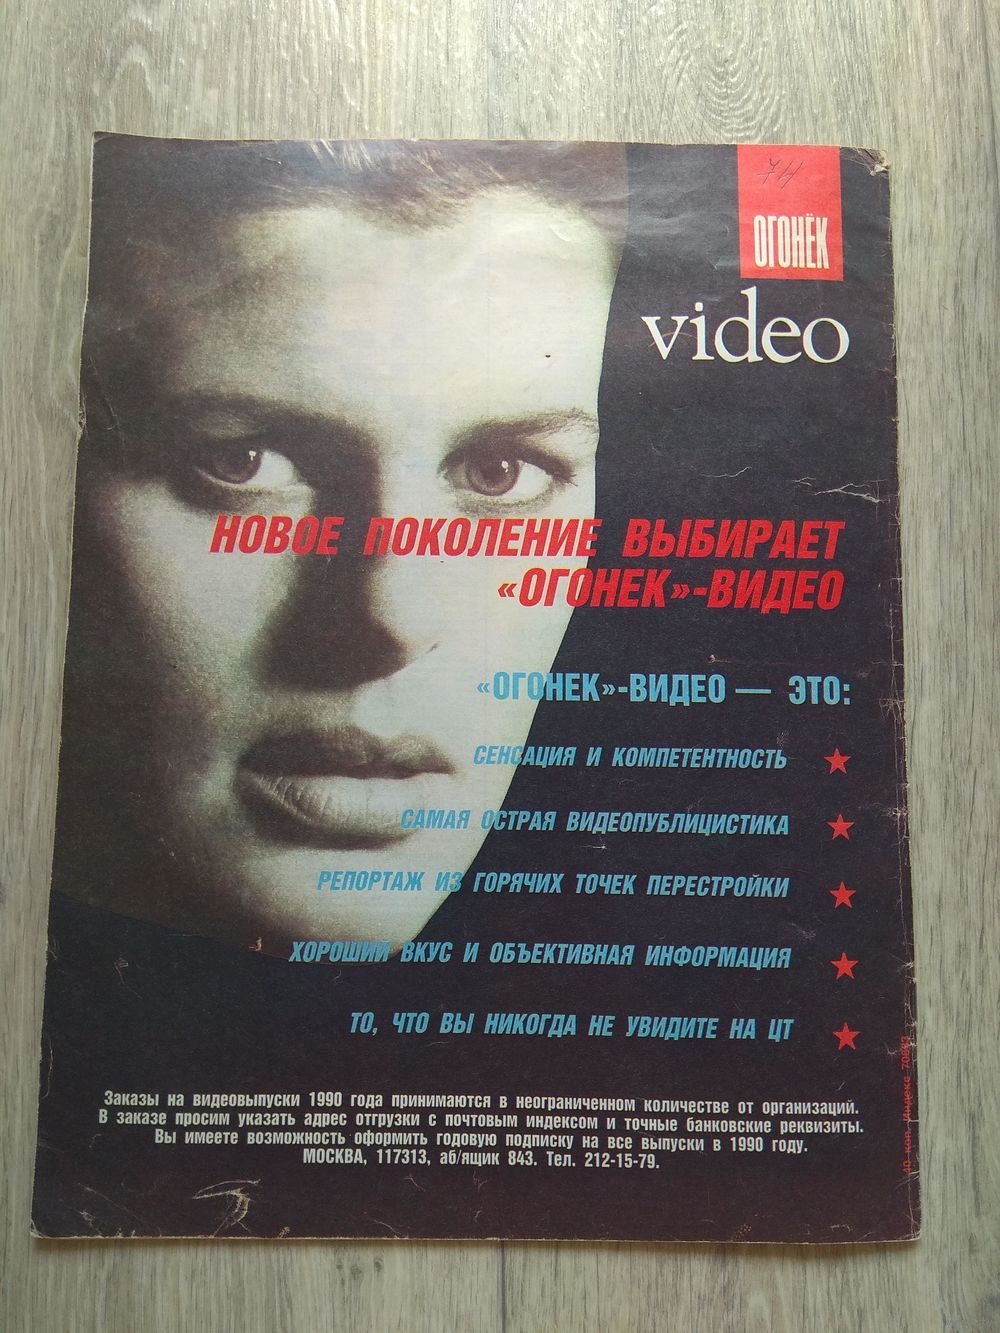 74
ОГОНЁК
video
НОВОЕ ПОКОЛЕНИЕ ВЫБИРАЕТ
«ОГОНЕК»-ВИДЕО
«ОГОНЕК»-ВИДЕО — ЭТО:
СЕНСАЦИЯ И КОМПЕТЕНТНОСТЬ ★
САМАЯ ОСТРАЯ ВИДЕОПУБЛИЦИСТИКА ★
РЕПОРТАЖ ИЗ ГОРЯЧИХ ТОЧЕК ПЕРЕСТРОЙКИ ★
ХОРОШИЙ ВКУС И ОБЪЕКТИВНАЯ ИНФОРМАЦИЯ ★
ТО, ЧТО ВЫ НИКОГДА НЕ УВИДИТЕ НА ЦТ ★
Заказы на видеовыпуски 1990 года принимаются в неограниченном количестве от организаций.
В заказе просим указать адрес отгрузки с почтовым индексом и точные банковские реквизиты.
Вы имеете возможность оформить годовую подписку на все выпуски в 1990 году.
МОСКВА, 117313, аб/ящик 843. Тел. 212-15-79.
40 коп. Индекс 70663